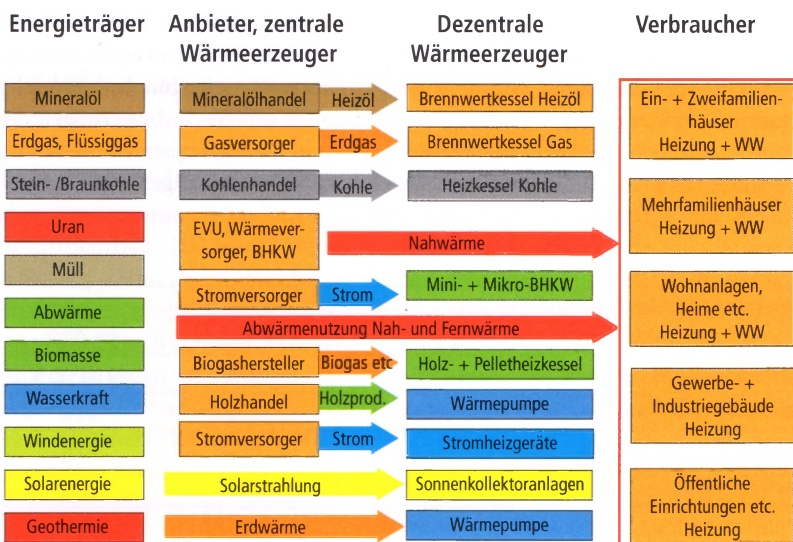 Energieträger
Anbieter, zentrale
Wärmeerzeuger
Dezentrale
Wärmeerzeuger
Verbraucher
Mineralöl
Mineralölhandel
Heizöl
Brennwertkessel Heizöl
Ein- + Zweifamilien-
häuser
Heizung + WW
Erdgas, Flüssiggas
Gasversorger
Erdgas
Brennwertkessel Gas
Stein- /Braunkohle
Kohlenhandel
Kohle
Heizkessel Kohle
Mehrfamilienhäuser
Heizung + WW
Uran
EVU, Wärmever-
sorger, BHKW
Nahwärme
Müll
Stromversorger
Strom
Mini- + Mikro-BHKW
Wohnanlagen,
Heime etc.
Heizung + WW
Abwärme
Abwärmenutzung Nah- und Fernwärme
Biomasse
Biogashersteller
Biogas etc
Holz- + Pelletheizkessel
Wasserkraft
Holzhandel
Holzprod.
Wärmepumpe
Gewerbe- +
Industriegebäude
Heizung
Windenergie
Stromversorger
Strom
Stromheizgeräte
Solarenergie
Solarstrahlung
Sonnenkollektoranlagen
Öffentliche
Einrichtungen etc.
Heizung
Geothermie
Erdwärme
Wärmepumpe